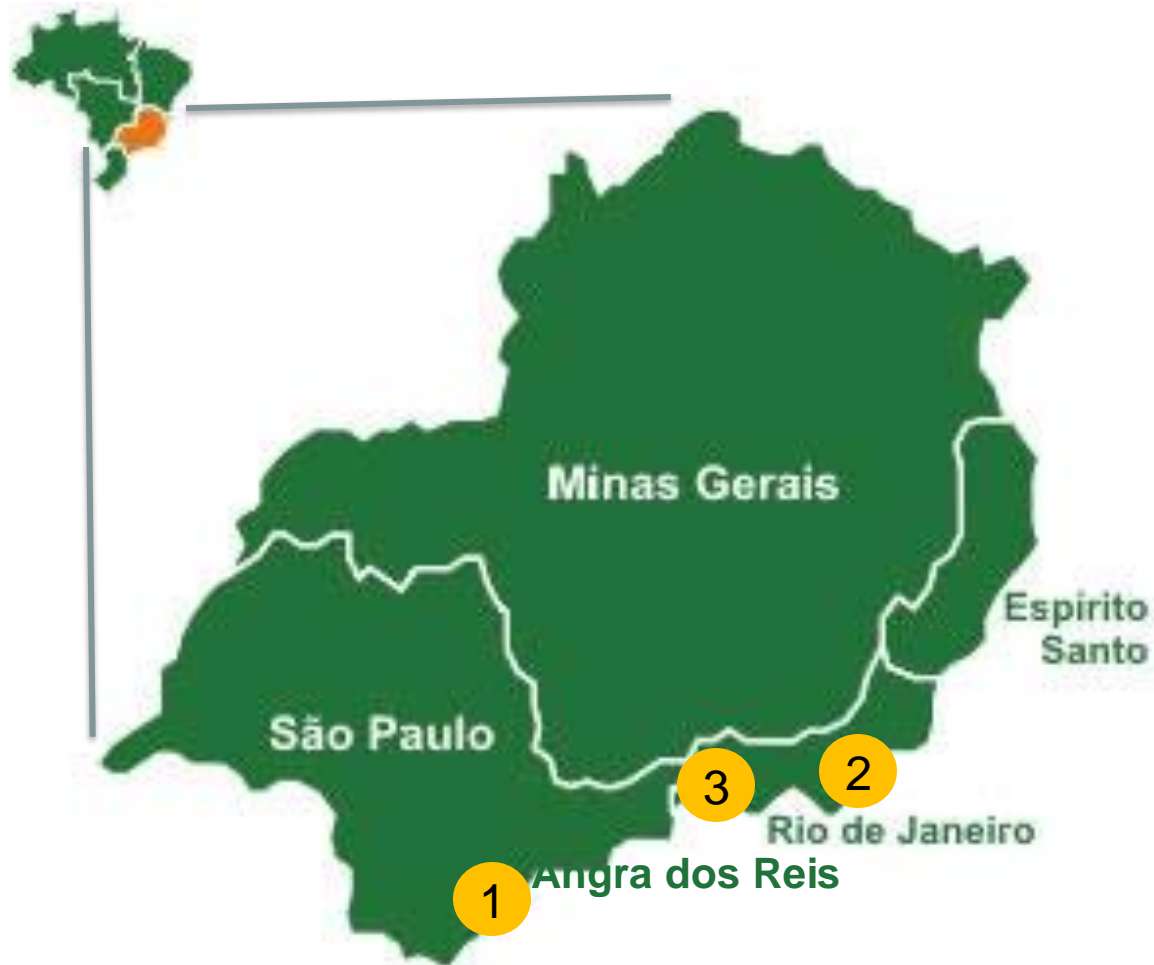 Minas Gerais
Espírito
Santo
São Paulo
3
2
Rio de Janeiro
Angra dos Reis
1